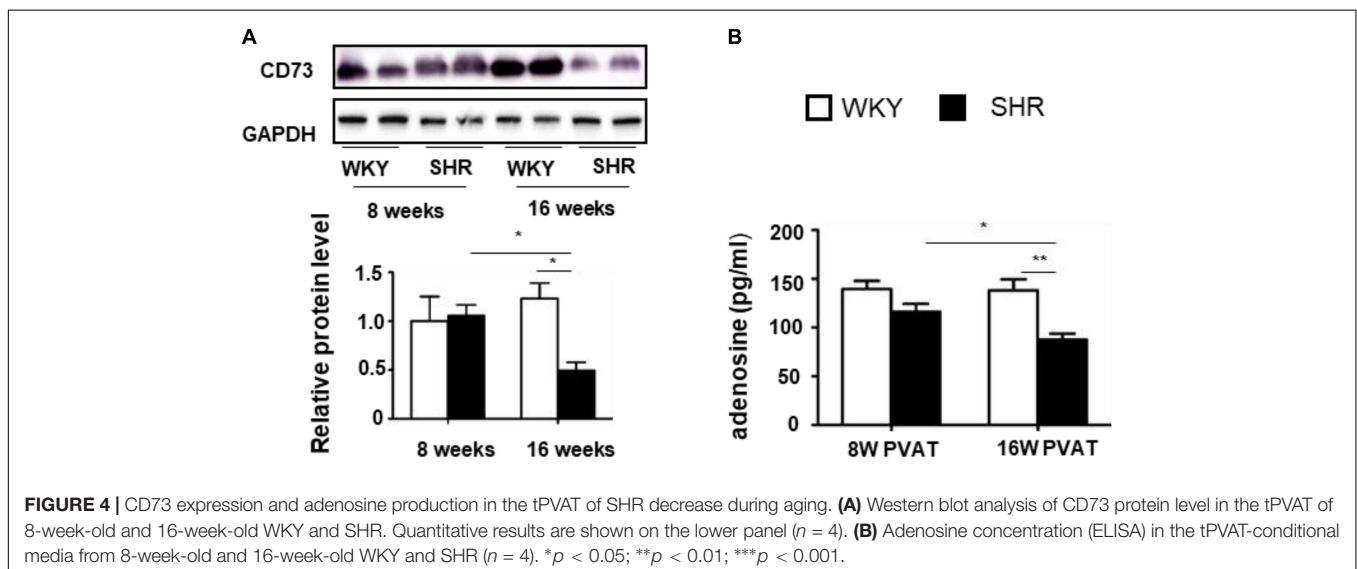 A
CD73
GAPDH
WKY SHR WKY SHR
8 weeks 16 weeks
Relative protein level
1.5
1.0
0.5
0
*
*
8 weeks 16 weeks
B
WKY SHR
adenosine (pg/ml)
200
150
100
50
0
*
**
8W PVAT 16W PVAT
FIGURE 4 | CD73 expression and adenosine production in the tPVAT of SHR decrease during aging. (A) Western blot analysis of CD73 protein level in the tPVAT of
8-week-old and 16-week-old WKY and SHR. Quantitative results are shown on the lower panel (n = 4). (B) Adenosine concentration (ELISA) in the tPVAT-conditional
media from 8-week-old and 16-week-old WKY and SHR (n = 4). *p < 0.05; **p < 0.01; ***p < 0.001.